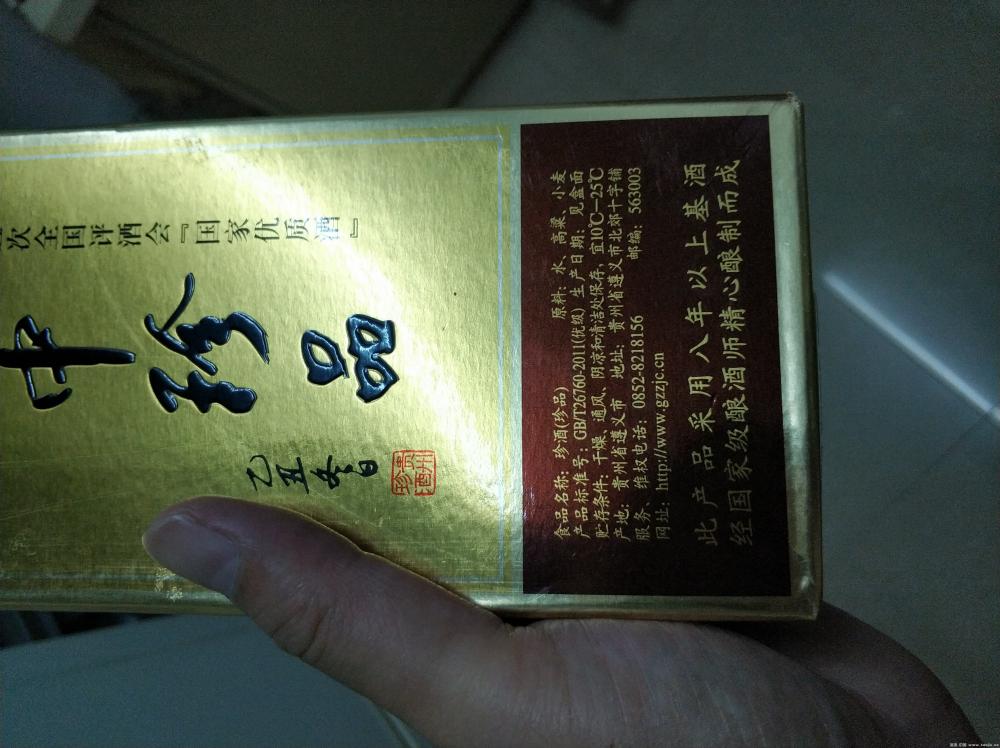 次全国评酒会『国家优质酒』
中珍品
乙丑冬日
贵州
珍酒
食品名称：珍酒(珍品) 原料：水、高粱、小麦
产品标准号：GB/T26760-2011(优级) 生产日期：见盒面
贮存条件：干燥、通风、阴凉和清洁处保存，宜10℃—25℃
产地：贵州省遵义市 地址：贵州省遵义市北郊十字铺
服务、维权电话：0852-8218156 邮编：563003
网址：http://www.gzzjc.cn
此产品采用八年以上基酒
经国家级酿酒师精心酿制而成